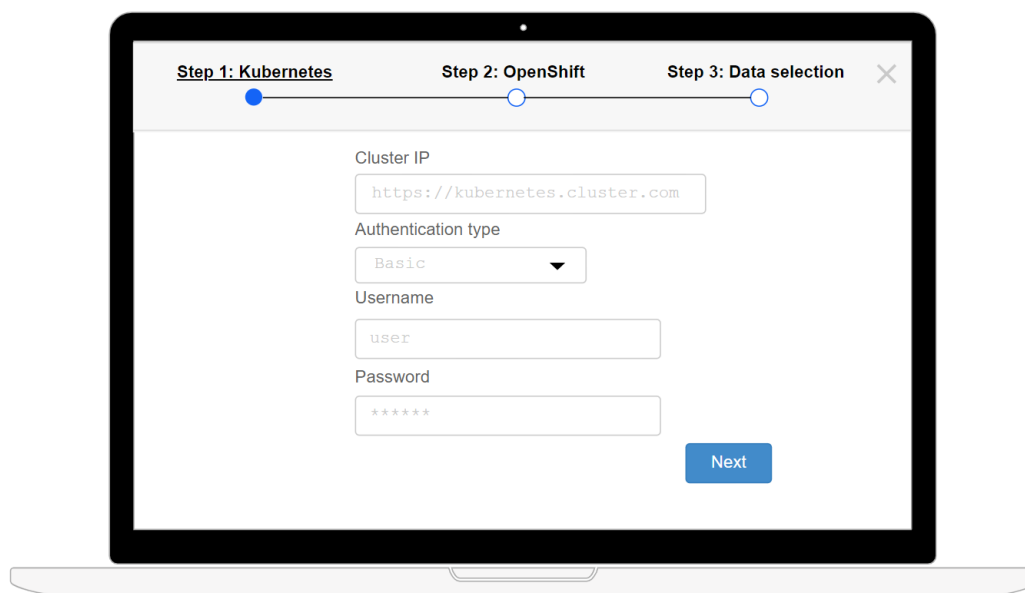 Step 1: Kubernetes Step 2: OpenShift Step 3: Data selection
Cluster IP
https://kubernetes.cluster.com
Authentication type
Basic
Username
user
Password
******
Next